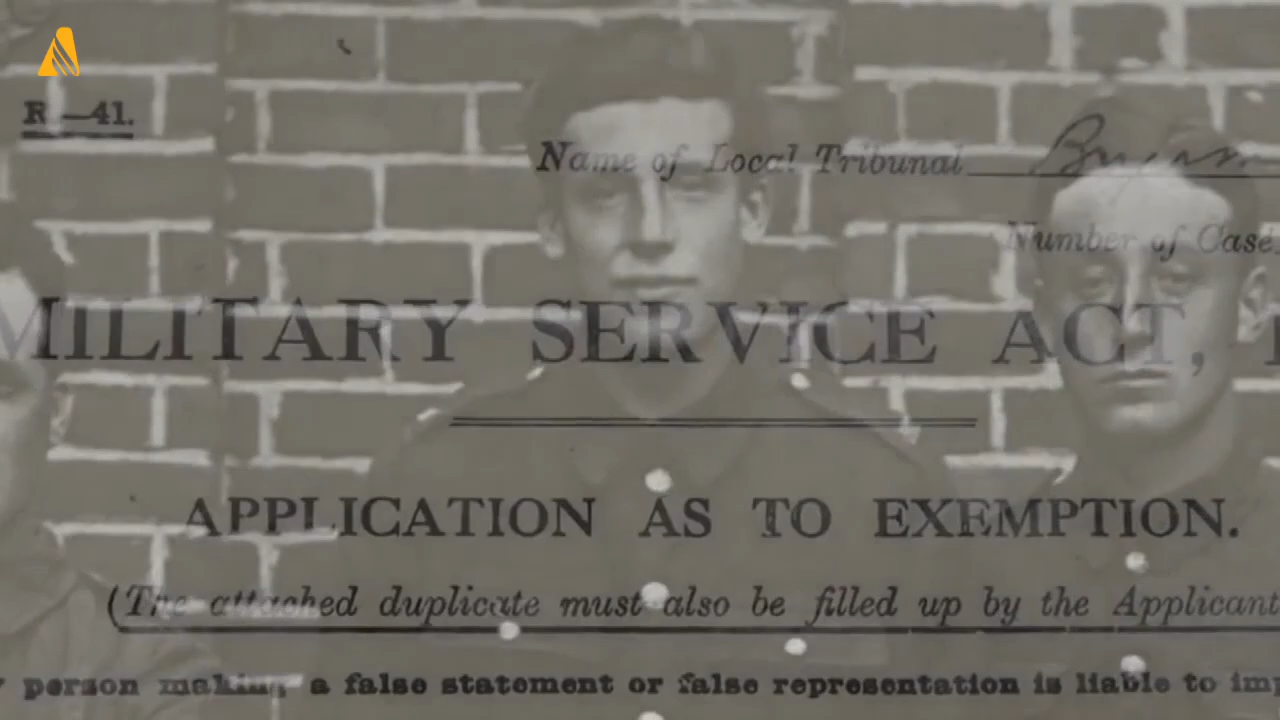 R—41.
Name of Local Tribunal
Number of Case
MILITARY SERVICE ACT,
APPLICATION AS TO EXEMPTION.
(The attached duplicate must also be filled up by the Applicant
person making a false statement or false representation is liable to